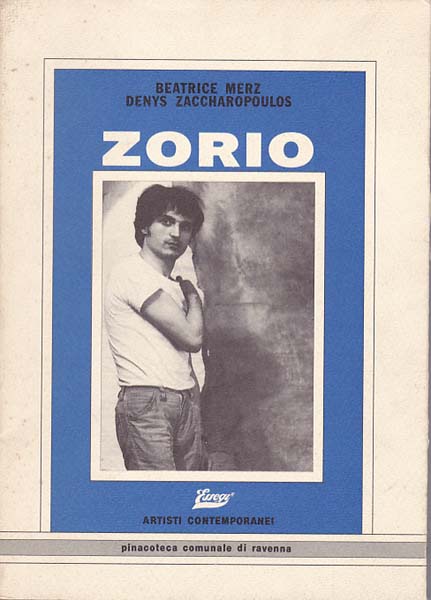 BEATRICE MERZ
DENYS ZACCHAROPOULOS
ZORIO
Essegi
ARTISTI CONTEMPORANEI
pinacoteca comunale di ravenna